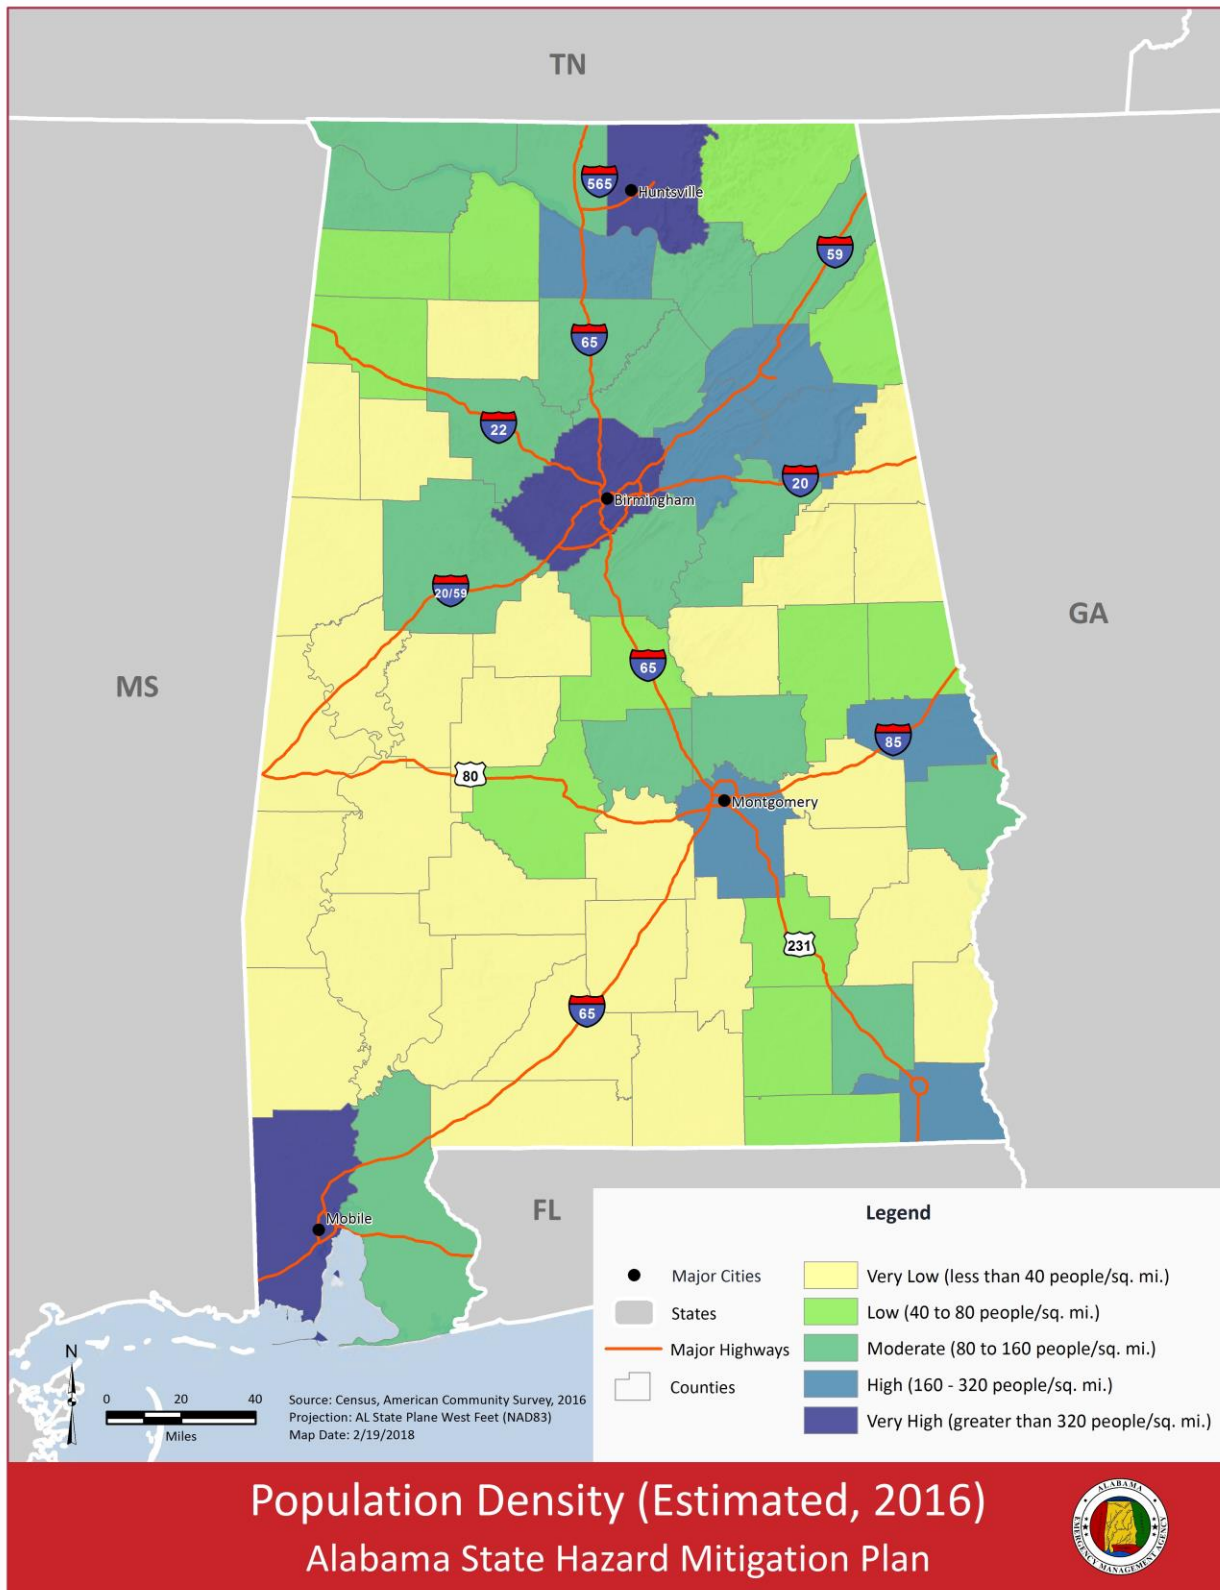 TN
565
Huntsville
59
65
22
20
Birmingham
20/59
GA
MS
65
85
80
Montgomery
231
65
Mobile
FL
Legend
Major Cities
States
Major Highways
Counties
Very Low (less than 40 people/sq. mi.)
Low (40 to 80 people/sq. mi.)
Moderate (80 to 160 people/sq. mi.)
High (160 - 320 people/sq. mi.)
Very High (greater than 320 people/sq. mi.)
N
0 20 40
Miles
Source: Census, American Community Survey, 2016
Projection: AL State Plane West Feet (NAD83)
Map Date: 2/19/2018
Population Density (Estimated, 2016)
Alabama State Hazard Mitigation Plan
ALABAMA
EMERGENCY MANAGEMENT AGENCY